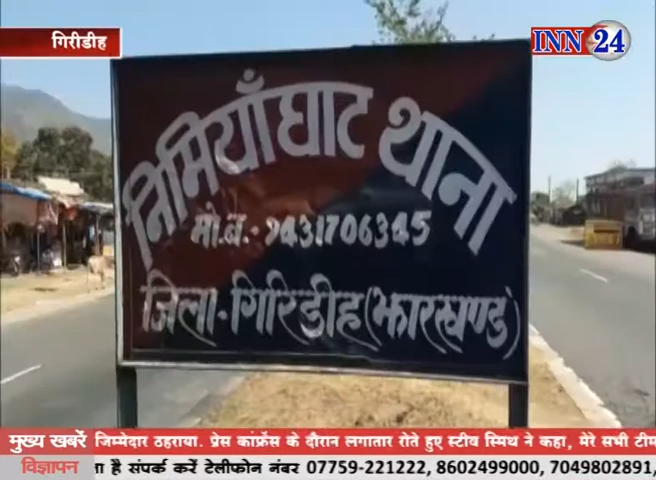 गिरीडीह
INN 24
निमियाँघाट थाना
मो.नं.:- 9431706345
जिला-गिरिडीह(झारखण्ड)
मुख्य खबरें जिम्मेदार ठहराया. प्रेस कांफ्रेंस के दौरान लगातार रोते हुए स्टीव स्मिथ ने कहा, मेरे सभी टीम
विज्ञापन ता है संपर्क करें टेलीफोन नंबर 07759-221222, 8602499000, 7049802891,